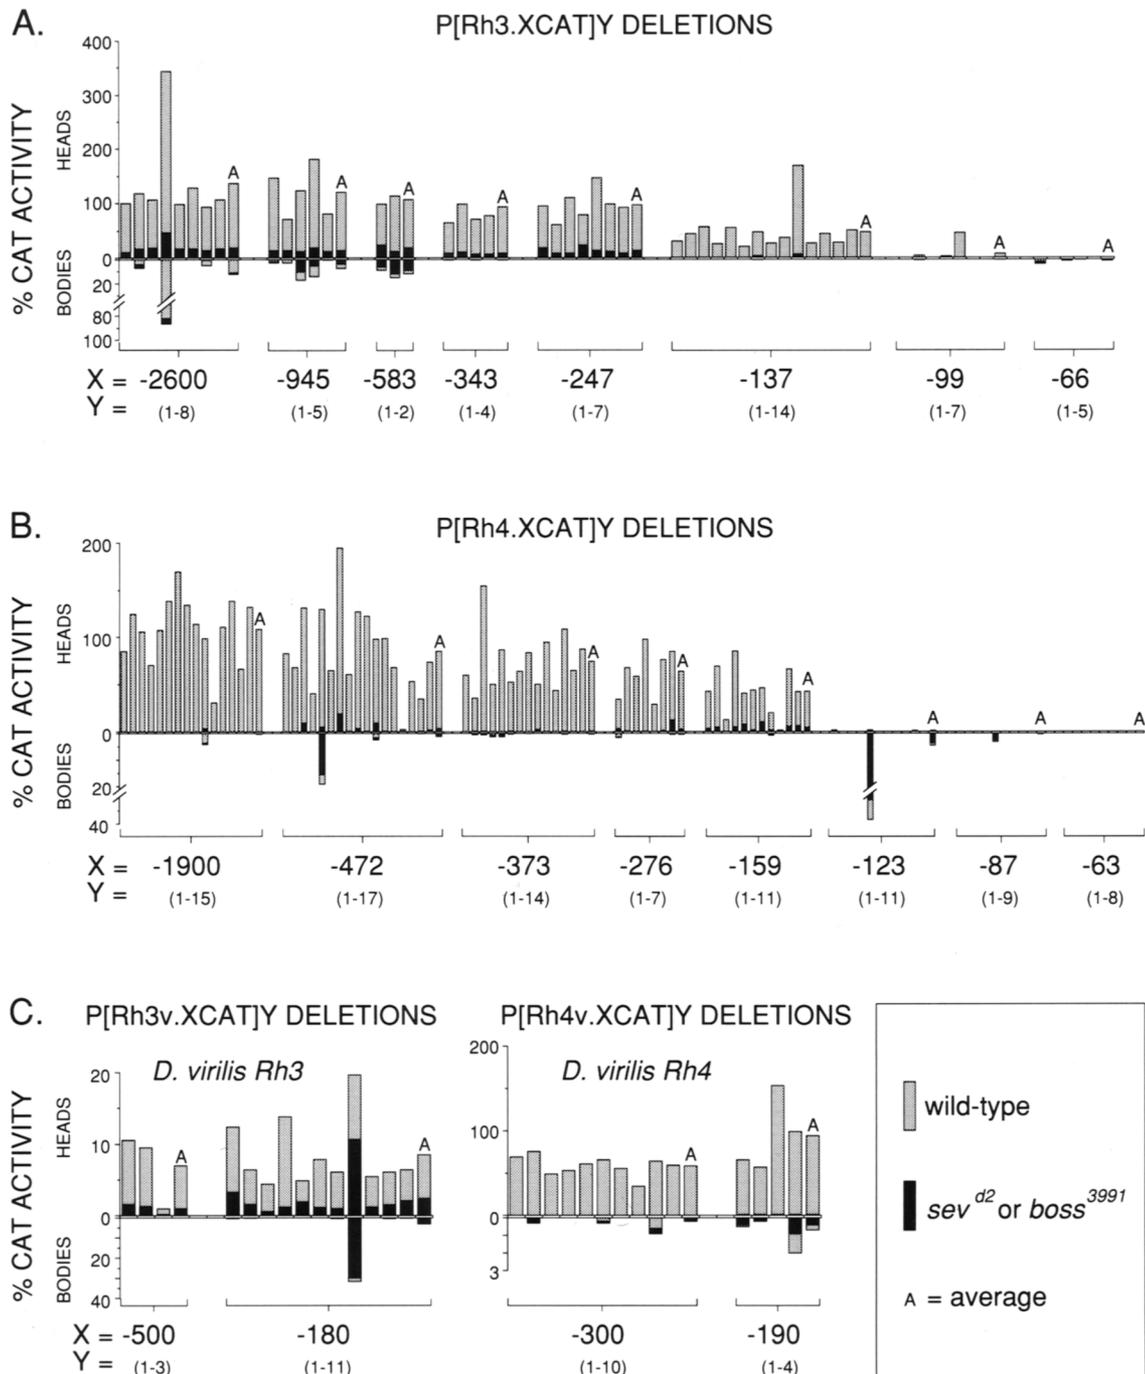 A.
P[Rh3.XCAT]Y DELETIONS
400
300
200
100
0
20
80
100
% CAT ACTIVITY
HEADS
BODIES
A A A A A A A A
X = -2600 -945 -583 -343 -247 -137 -99 -66
Y = (1-8) (1-5) (1-2) (1-4) (1-7) (1-14) (1-7) (1-5)
B.
P[Rh4.XCAT]Y DELETIONS
200
100
0
20
40
% CAT ACTIVITY
HEADS
BODIES
A A A A A A A A
X = -1900 -472 -373 -276 -159 -123 -87 -63
Y = (1-15) (1-17) (1-14) (1-7) (1-11) (1-11) (1-9) (1-8)
C.
P[Rh3v.XCAT]Y DELETIONS
D. virilis Rh3
20
10
0
20
40
% CAT ACTIVITY
HEADS
BODIES
A A
X = -500 -180
Y = (1-3) (1-11)
P[Rh4v.XCAT]Y DELETIONS
D. virilis Rh4
200
100
0
3
A A
-300 -190
(1-10) (1-4)
wild-type
sev d2 or boss 3991
A = average